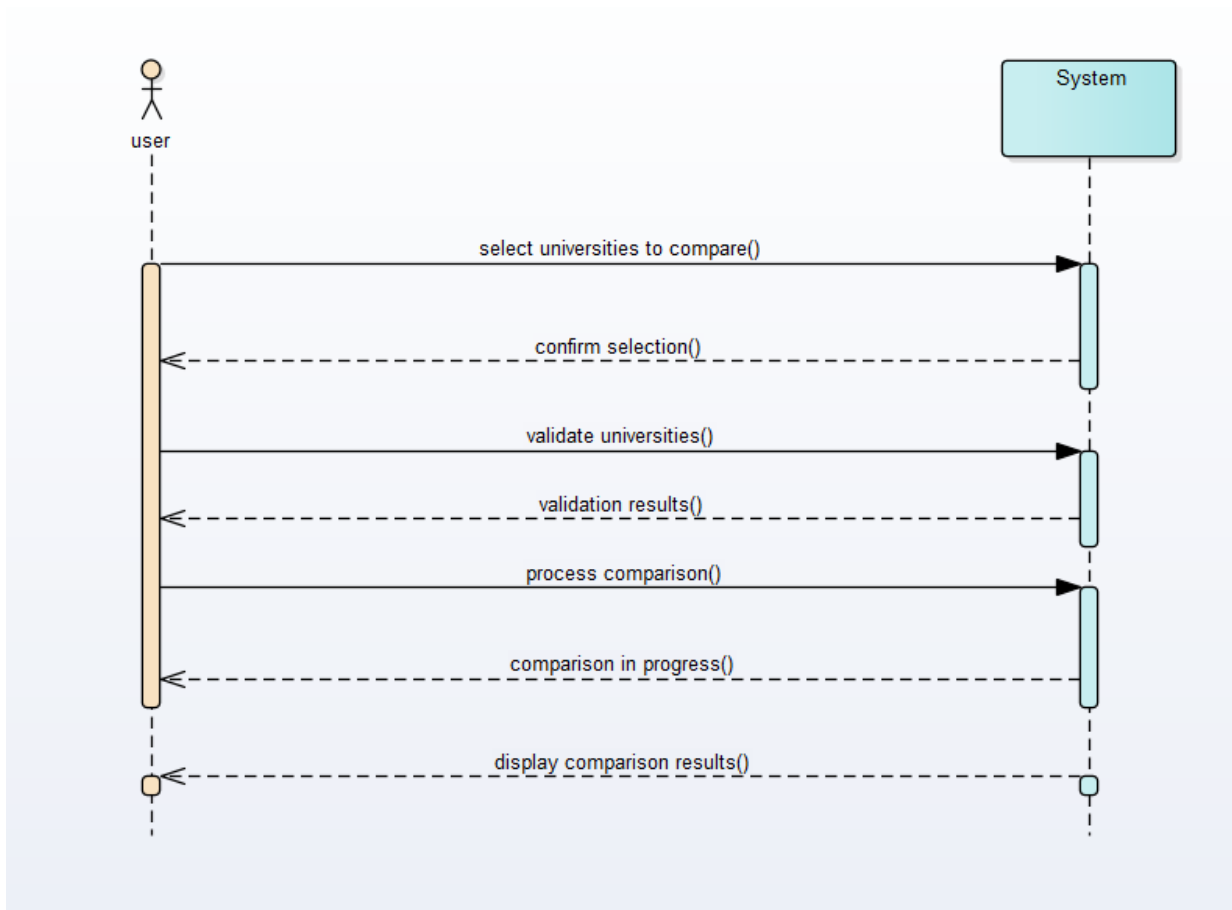 System
user
select universities to compare()
confirm selection()
validate universities()
validation results()
process comparison()
comparison in progress()
display comparison results()